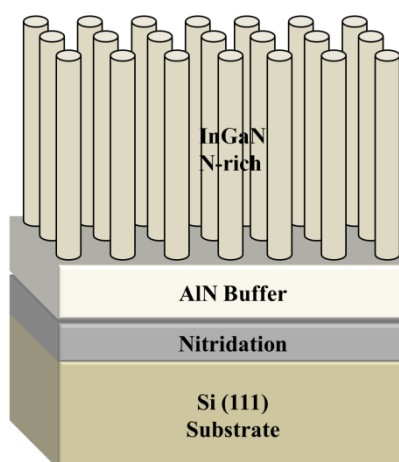 InGaN
N-rich
AlN Buffer
Nitridation
Si (111)
Substrate